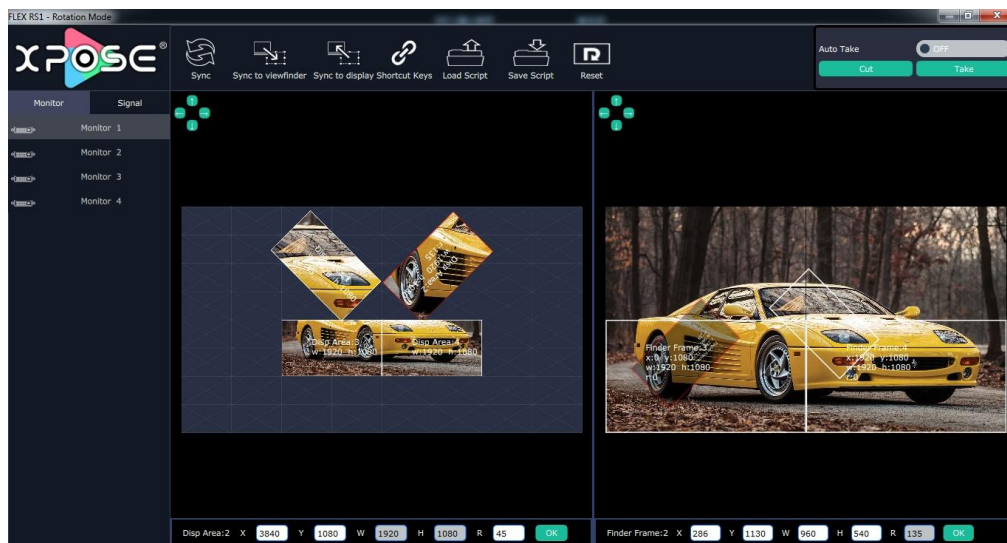 FLEX RS1 - Rotation Mode
XPOSE®
Sync
Sync to viewfinder
Sync to display
Shortcut Keys
Load Script
Save Script
Reset
Auto Take
OFF
Cut
Take
Monitor
Signal
Monitor 1
Monitor 2
Monitor 3
Monitor 4
Disp Area:3
w:1920 h:1080
Disp Area:4
w:1920 h:1080
Finder Frame:3
x:0 y:1080
w:1920 h:1080
r:0
Finder Frame:4
x:1920 y:1080
w:1920 h:1080
r:0
Disp Area:2 X 3840 Y 1080 W 1920 H 1080 R 45 OK
Finder Frame:2 X 286 Y 1130 W 960 H 540 R 135 OK